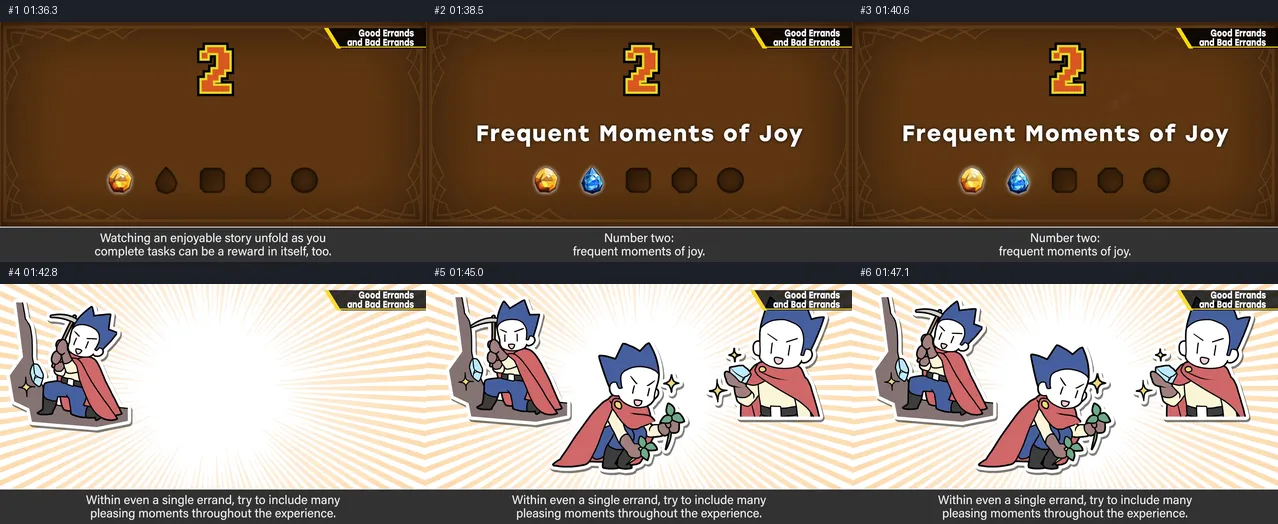 #1 01:36.3
Good Errands
and Bad Errands
2
Watching an enjoyable story unfold as you
complete tasks can be a reward in itself, too.
#2 01:38.5
Good Errands
and Bad Errands
2
Frequent Moments of Joy
Number two:
frequent moments of joy.
#3 01:40.6
Good Errands
and Bad Errands
2
Frequent Moments of Joy
Number two:
frequent moments of joy.
#4 01:42.8
Good Errands
and Bad Errands
Within even a single errand, try to include many
pleasing moments throughout the experience.
#5 01:45.0
Good Errands
and Bad Errands
Within even a single errand, try to include many
pleasing moments throughout the experience.
#6 01:47.1
Good Errands
and Bad Errands
Within even a single errand, try to include many
pleasing moments throughout the experience.